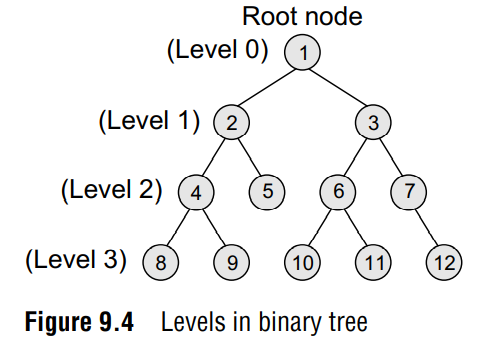 Root node
(Level 0) 1
(Level 1) 2 3
(Level 2) 4 5 6 7
(Level 3) 8 9 10 11 12
Figure 9.4 Levels in binary tree